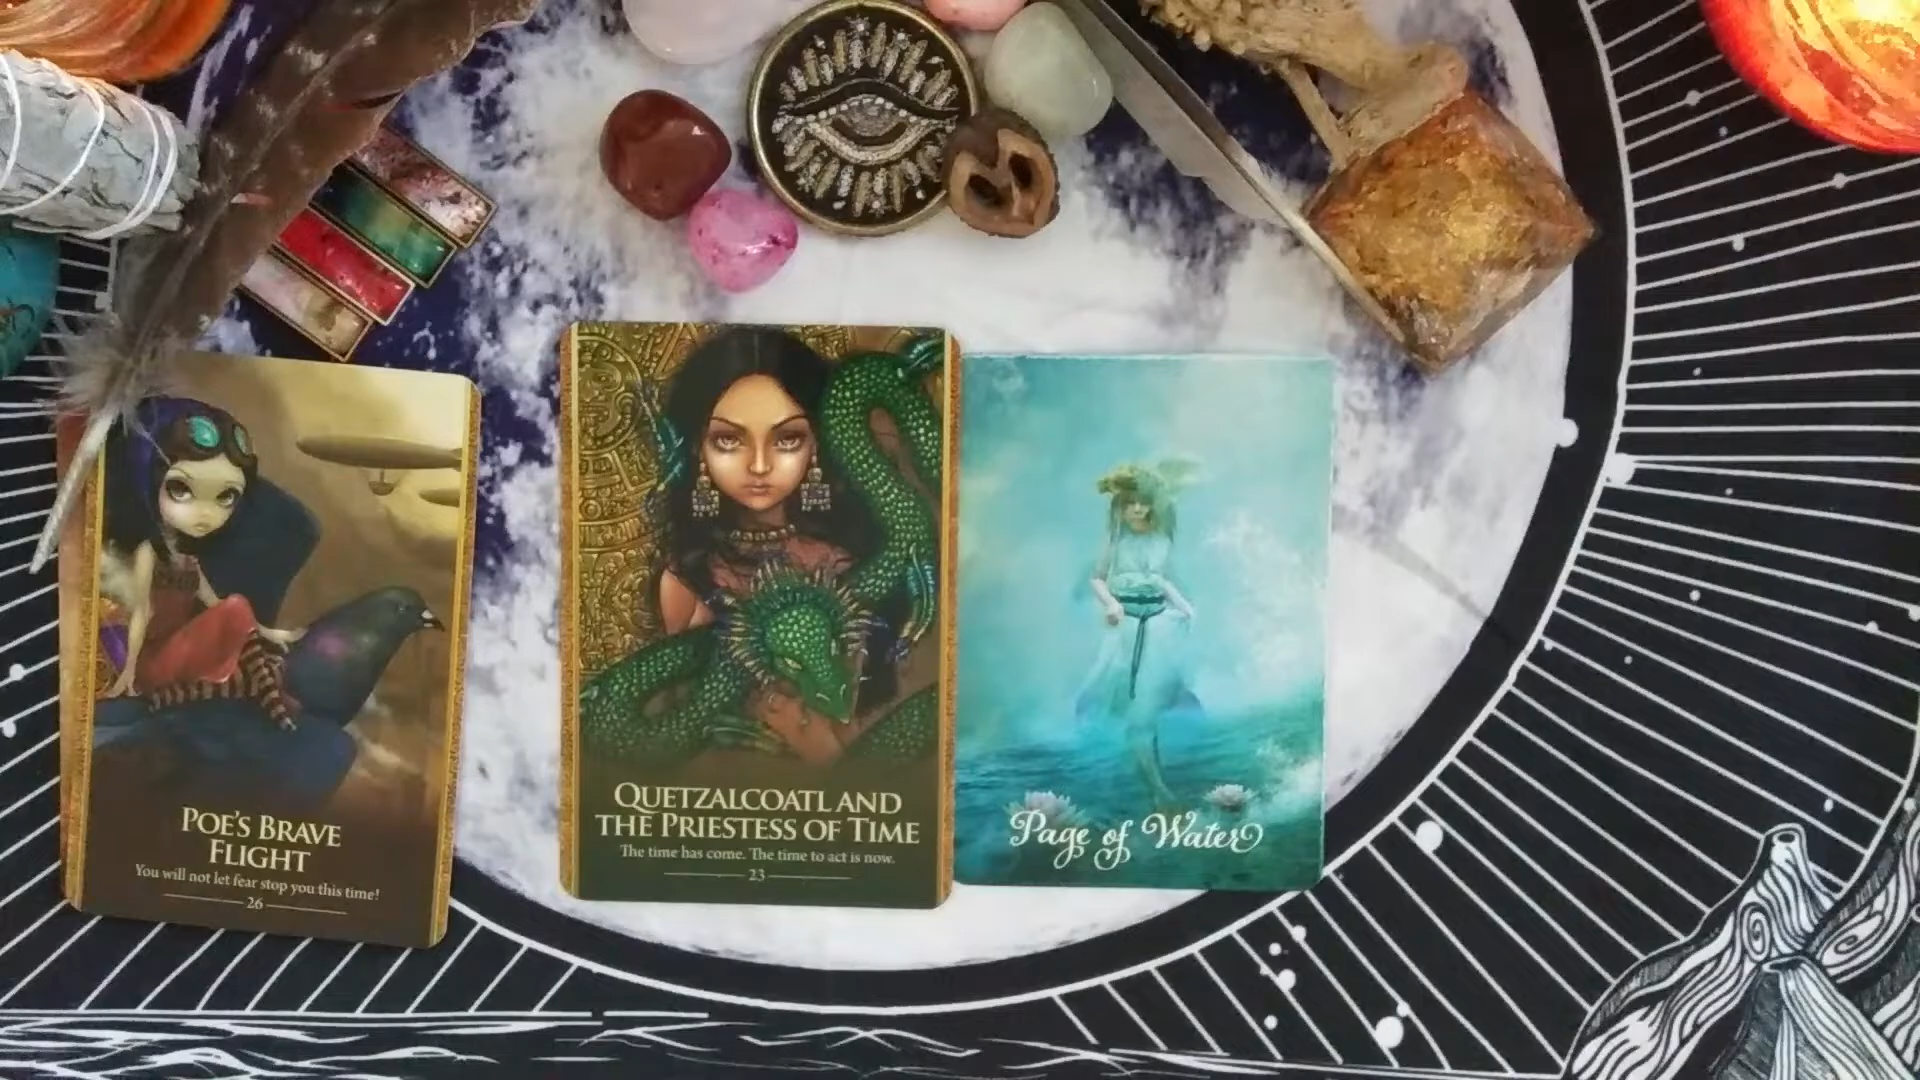 POE'S BRAVE
FLIGHT
You will not let fear stop you this time!
26
QUETZALCOATL AND
THE PRIESTESS OF TIME
The time has come. The time to act is now.
23
Page of Water